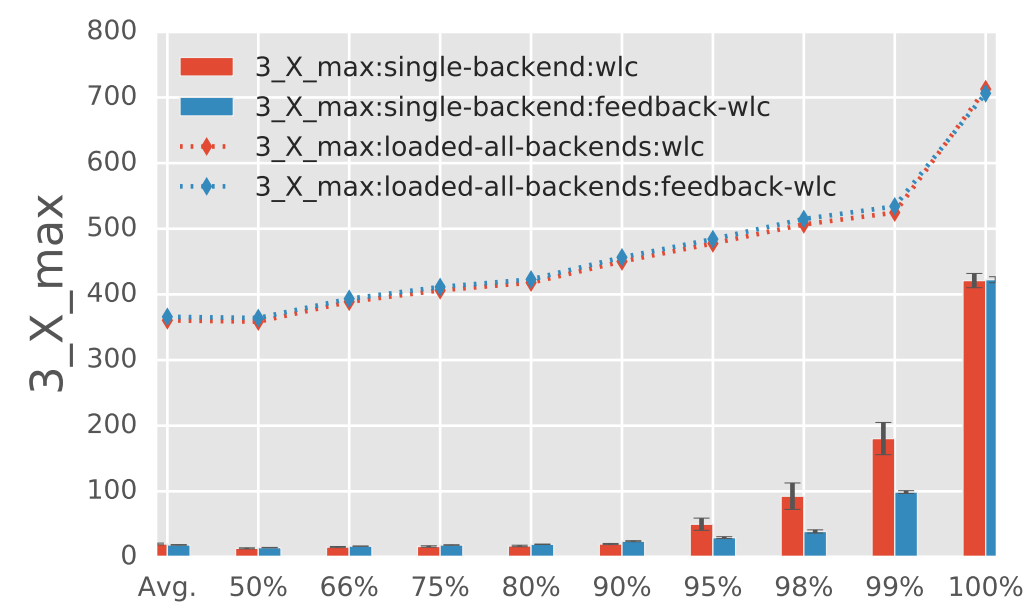 800
700
600
500
400
300
200
100
0
3_X_max
3_X_max:single-backend:wlc
3_X_max:single-backend:feedback-wlc
3_X_max:loaded-all-backends:wlc
3_X_max:loaded-all-backends:feedback-wlc
Avg. 50% 66% 75% 80% 90% 95% 98% 99% 100%